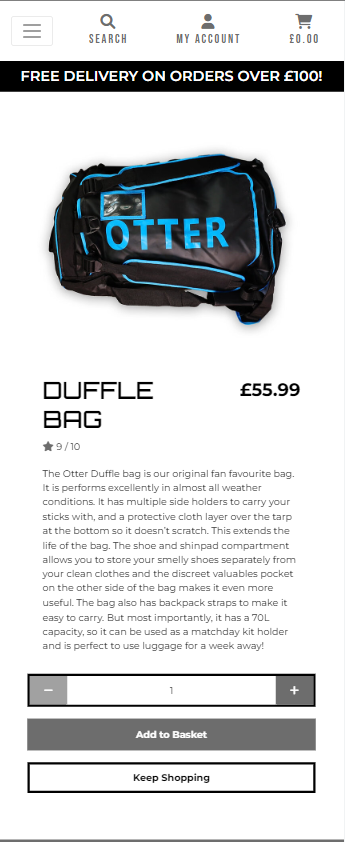 SEARCH
MY ACCOUNT
£0.00
FREE DELIVERY ON ORDERS OVER £100!
OTTER
DUFFLE
BAG
£55.99
9 / 10
The Otter Duffle bag is our original fan favourite bag.
It is performs excellently in almost all weather
conditions. It has multiple side holders to carry your
sticks with, and a protective cloth layer over the tarp
at the bottom so it doesn't scratch. This extends the
life of the bag. The shoe and shinpad compartment
allows you to store your smelly shoes separately from
your clean clothes and the discreet valuables pocket
on the other side of the bag makes it even more
useful. The bag also has backpack straps to make it
easy to carry. But most importantly, it has a 70L
capacity, so it can be used as a matchday kit holder
and is perfect to use luggage for a week away!
− 1 +
Add to Basket
Keep Shopping